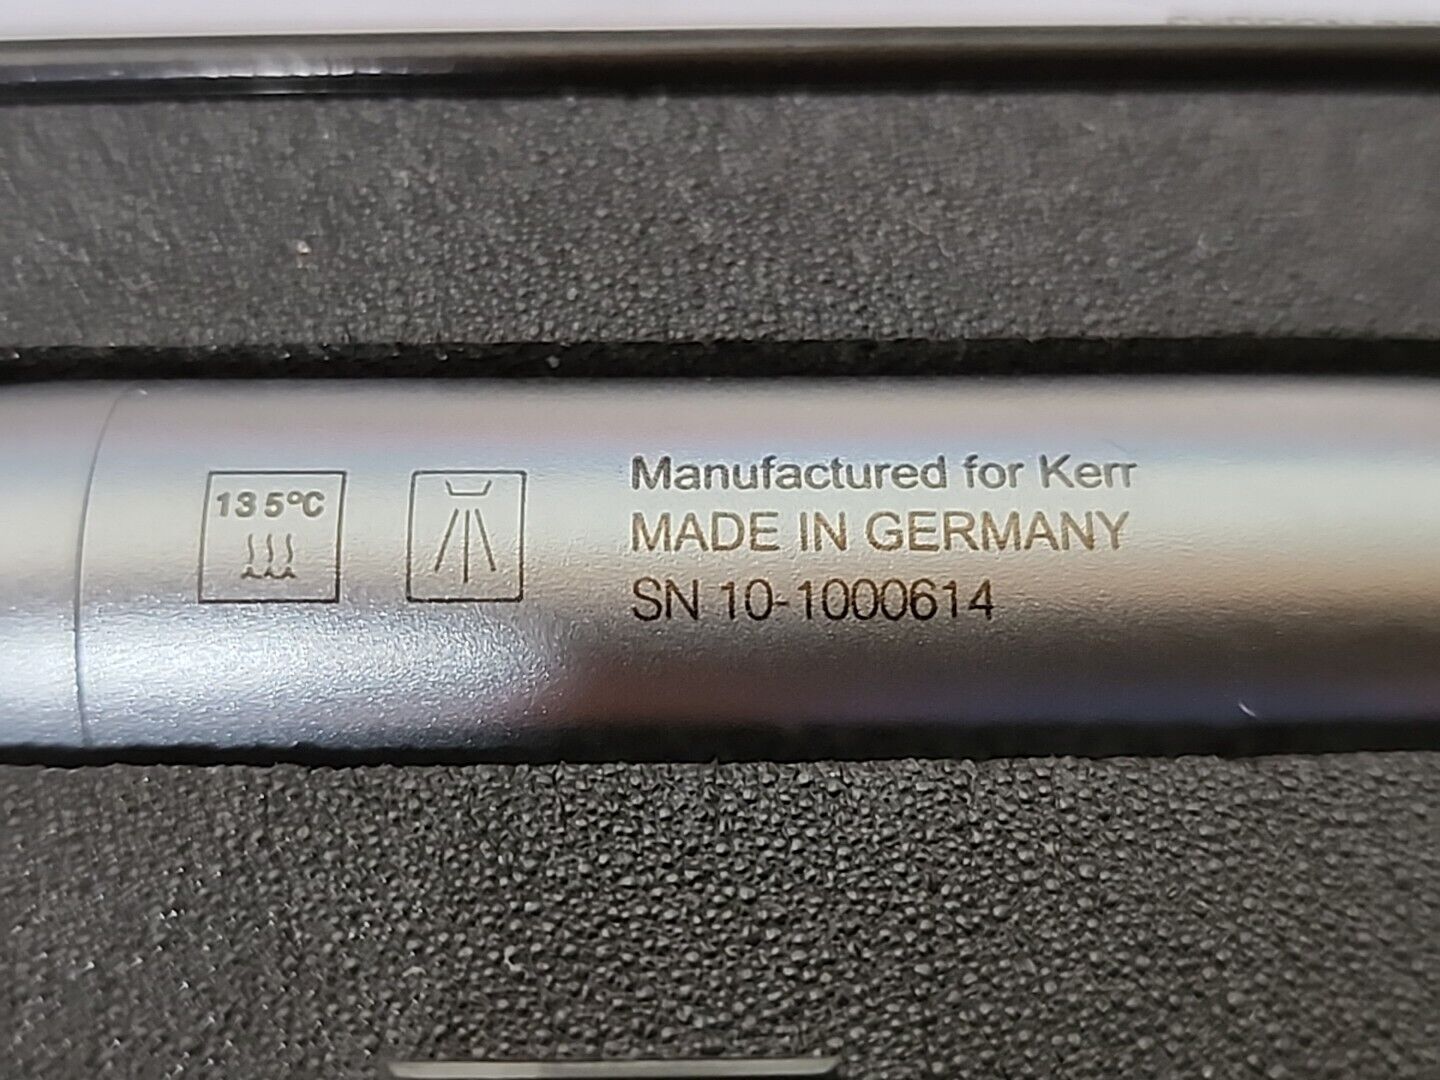 135°C
Manufactured for Kerr
MADE IN GERMANY
SN 10-1000614